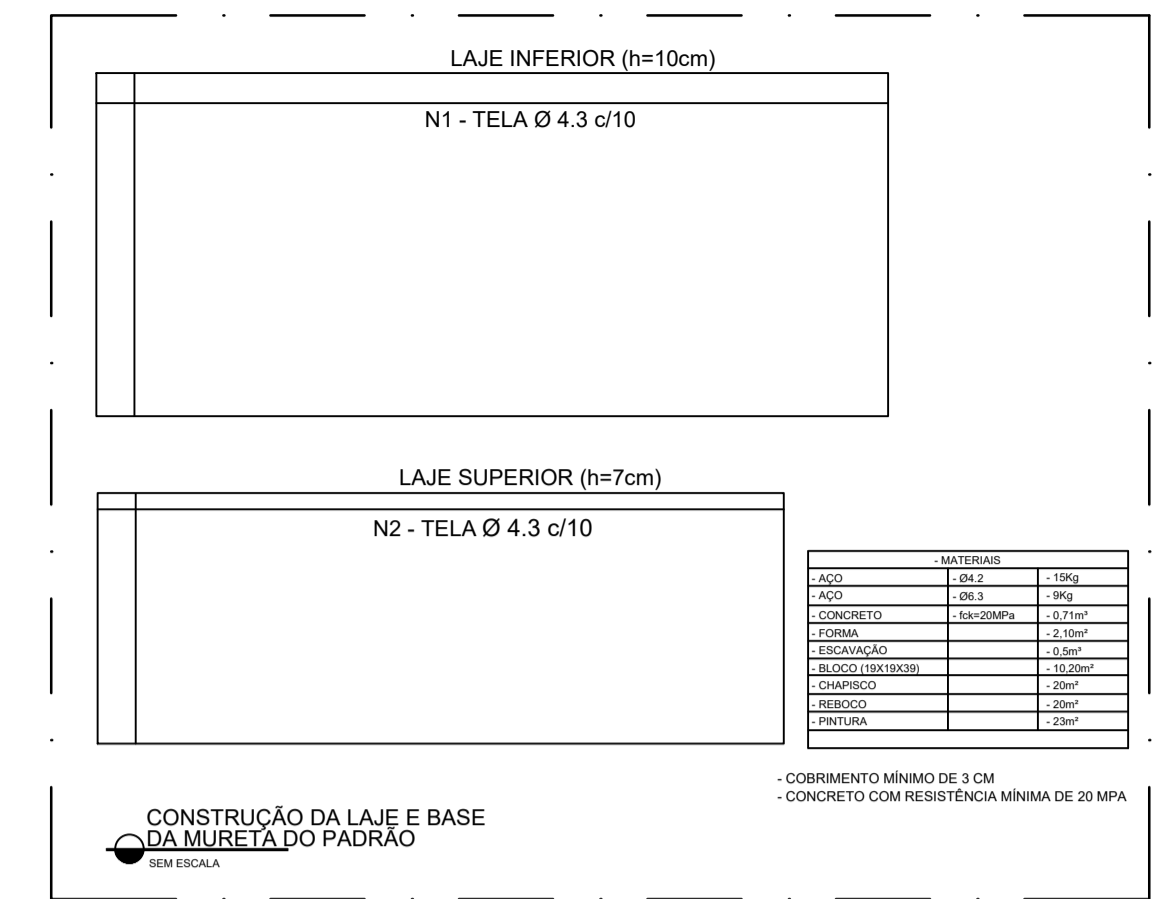 LAJE INFERIOR (h=10cm)
N1 - TELA Ø 4.3 c/10
LAJE SUPERIOR (h=7cm)
N2 - TELA Ø 4.3 c/10
- MATERIAIS
- AÇO - Ø4.2 - 15Kg
- AÇO - Ø6.3 - 9Kg
- CONCRETO - fck=20MPa - 0,71m³
- FORMA - 2,10m²
- ESCAVAÇÃO - 0,5m³
- BLOCO (19X19X39) - 10,20m²
- CHAPISCO - 20m²
- REBOCO - 20m²
- PINTURA - 23m²
- COBRIMENTO MÍNIMO DE 3 CM
- CONCRETO COM RESISTÊNCIA MÍNIMA DE 20 MPA
CONSTRUÇÃO DA LAJE E BASE
DA MURETA DO PADRÃO
SEM ESCALA